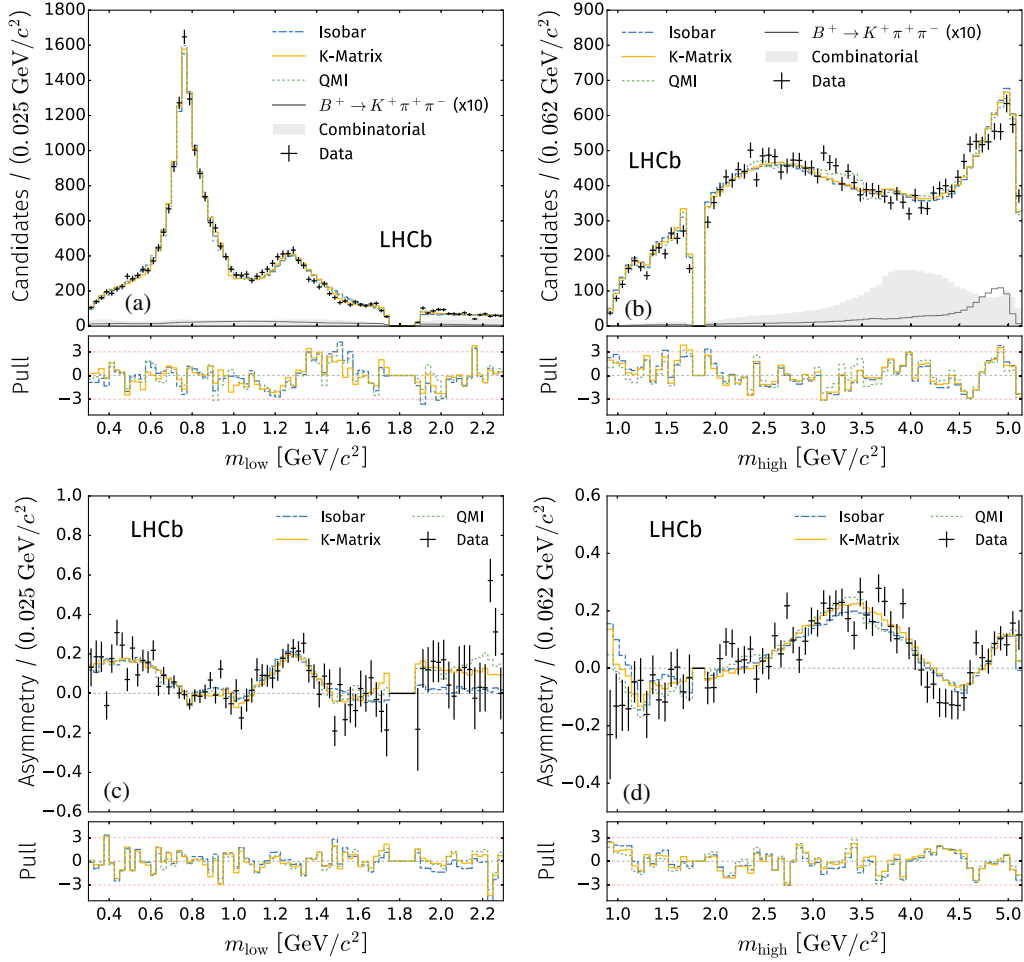 1800
1600
1400
1200
1000
800
600
400
200
0
Candidates / (0.025 GeV/c²)
Isobar
K-Matrix
QMI
B⁺ → K⁺π⁺π⁻ (x10)
Combinatorial
Data
LHCb
(a)
3
0
−3
Pull
0.4 0.6 0.8 1.0 1.2 1.4 1.6 1.8 2.0 2.2
m_low [GeV/c²]
900
800
700
600
500
400
300
200
100
0
Candidates / (0.062 GeV/c²)
Isobar
K-Matrix
QMI
B⁺ → K⁺π⁺π⁻ (x10)
Combinatorial
Data
LHCb
(b)
3
0
−3
Pull
1.0 1.5 2.0 2.5 3.0 3.5 4.0 4.5 5.0
m_high [GeV/c²]
1.0
0.8
0.6
0.4
0.2
0.0
−0.2
−0.4
−0.6
Asymmetry / (0.025 GeV/c²)
LHCb
Isobar
K-Matrix
QMI
Data
(c)
3
0
−3
Pull
0.4 0.6 0.8 1.0 1.2 1.4 1.6 1.8 2.0 2.2
m_low [GeV/c²]
0.6
0.4
0.2
0.0
−0.2
−0.4
Asymmetry / (0.062 GeV/c²)
LHCb
Isobar
K-Matrix
QMI
Data
(d)
3
0
−3
Pull
1.0 1.5 2.0 2.5 3.0 3.5 4.0 4.5 5.0
m_high [GeV/c²]